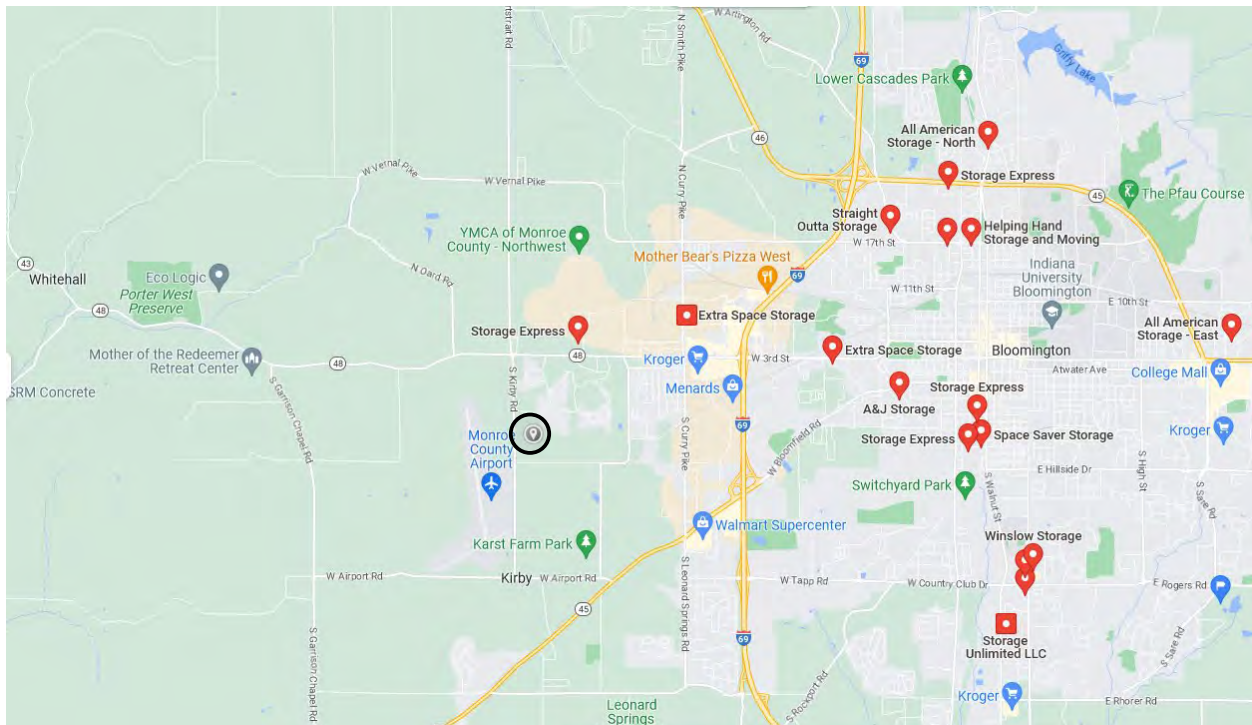 rtstrait Rd
N Smith Pike
W Arlington Rd
69
Griffy Lake
Lower Cascades Park
All American
Storage - North
46
W Vernal Pike
W Vernal Pike
N Curry Pike
Storage Express
45
The Pfau Course
Straight
Outta Storage
Helping Hand
Storage and Moving
W 17th St
YMCA of Monroe
County - Northwest
Mother Bear's Pizza West
69
43
Whitehall
Eco Logic
Porter West
Preserve
N Oard Rd
Indiana
University
Bloomington
W 11th St
E 10th St
48
Storage Express
Extra Space Storage
All American
Storage - East
48
Mother of the Redeemer
Retreat Center
48
Kroger
W 3rd St
Extra Space Storage
Bloomington
Atwater Ave
College Mall
SRM Concrete
S Garrison Chapel Rd
S Kirby Rd
Menards
Storage Express
A&J Storage
S Curry Pike
69
W Bloomfield Rd
Monroe
County
Airport
Storage Express
Space Saver Storage
Kroger
E Hillside Dr
S High St
S Sare Rd
Switchyard Park
S Walnut St
Walmart Supercenter
Karst Farm Park
Winslow Storage
W Airport Rd
Kirby
W Airport Rd
S Leonard Springs Rd
W Tapp Rd
W Country Club Dr
E Rogers Rd
45
S Garrison Chapel Rd
69
Storage
Unlimited LLC
S Sare Rd
S Rockport Rd
Kroger
E Rhorer Rd
Leonard
Springs